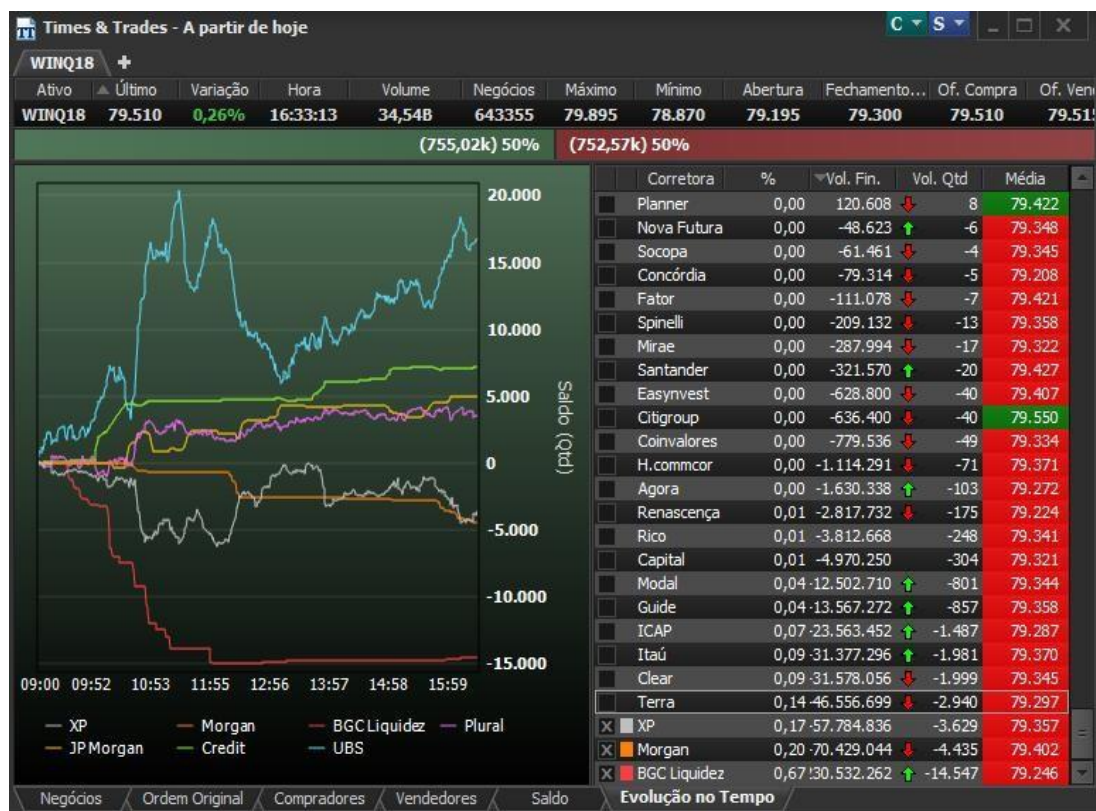 Times & Trades - A partir de hoje
C S
WINQ18
Ativo Último Variação Hora Volume Negócios Máximo Mínimo Abertura Fechamento... Of. Compra Of. Ven
WINQ18 79.510 0,26% 16:33:13 34,54B 643355 79.895 78.870 79.195 79.300 79.510 79.51
(755,02k) 50% (752,57k) 50%
Corretora % Vol. Fin. Vol. Qtd Média
Planner 0,00 120.608 8 79.422
Nova Futura 0,00 -48.623 -6 79.348
Socopa 0,00 -61.461 -4 79.345
Concórdia 0,00 -79.314 -5 79.208
Fator 0,00 -111.078 -7 79.421
Spinelli 0,00 -209.132 -13 79.358
Mirae 0,00 -287.994 -17 79.322
Santander 0,00 -321.570 -20 79.427
Easynvest 0,00 -628.800 -40 79.407
Citigroup 0,00 -636.400 -40 79.550
Coinvalores 0,00 -779.536 -49 79.334
H.commcor 0,00 -1.114.291 -71 79.371
Agora 0,00 -1.630.338 -103 79.272
Renascença 0,01 -2.817.732 -175 79.224
Rico 0,01 -3.812.668 -248 79.341
Capital 0,01 -4.970.250 -304 79.321
Modal 0,04 -12.502.710 -801 79.344
Guide 0,04 -13.567.272 -857 79.358
ICAP 0,07 -23.563.452 -1.487 79.287
Itaú 0,09 -31.377.296 -1.981 79.370
Clear 0,09 -31.578.056 -1.999 79.345
Terra 0,14 -46.556.699 -2.940 79.297
XP 0,17 -57.784.836 -3.629 79.357
Morgan 0,20 -70.429.044 -4.435 79.402
BGC Liquidez 0,67 !30.532.262 -14.547 79.246
20.000
15.000
10.000
5.000
0
-5.000
-10.000
-15.000
Saldo (Qtd)
09:00 09:52 10:53 11:55 12:56 13:57 14:58 15:59
XP Morgan BGC Liquidez Plural
JP Morgan Credit UBS
Negócios Ordem Original Compradores Vendedores Saldo Evolução no Tempo